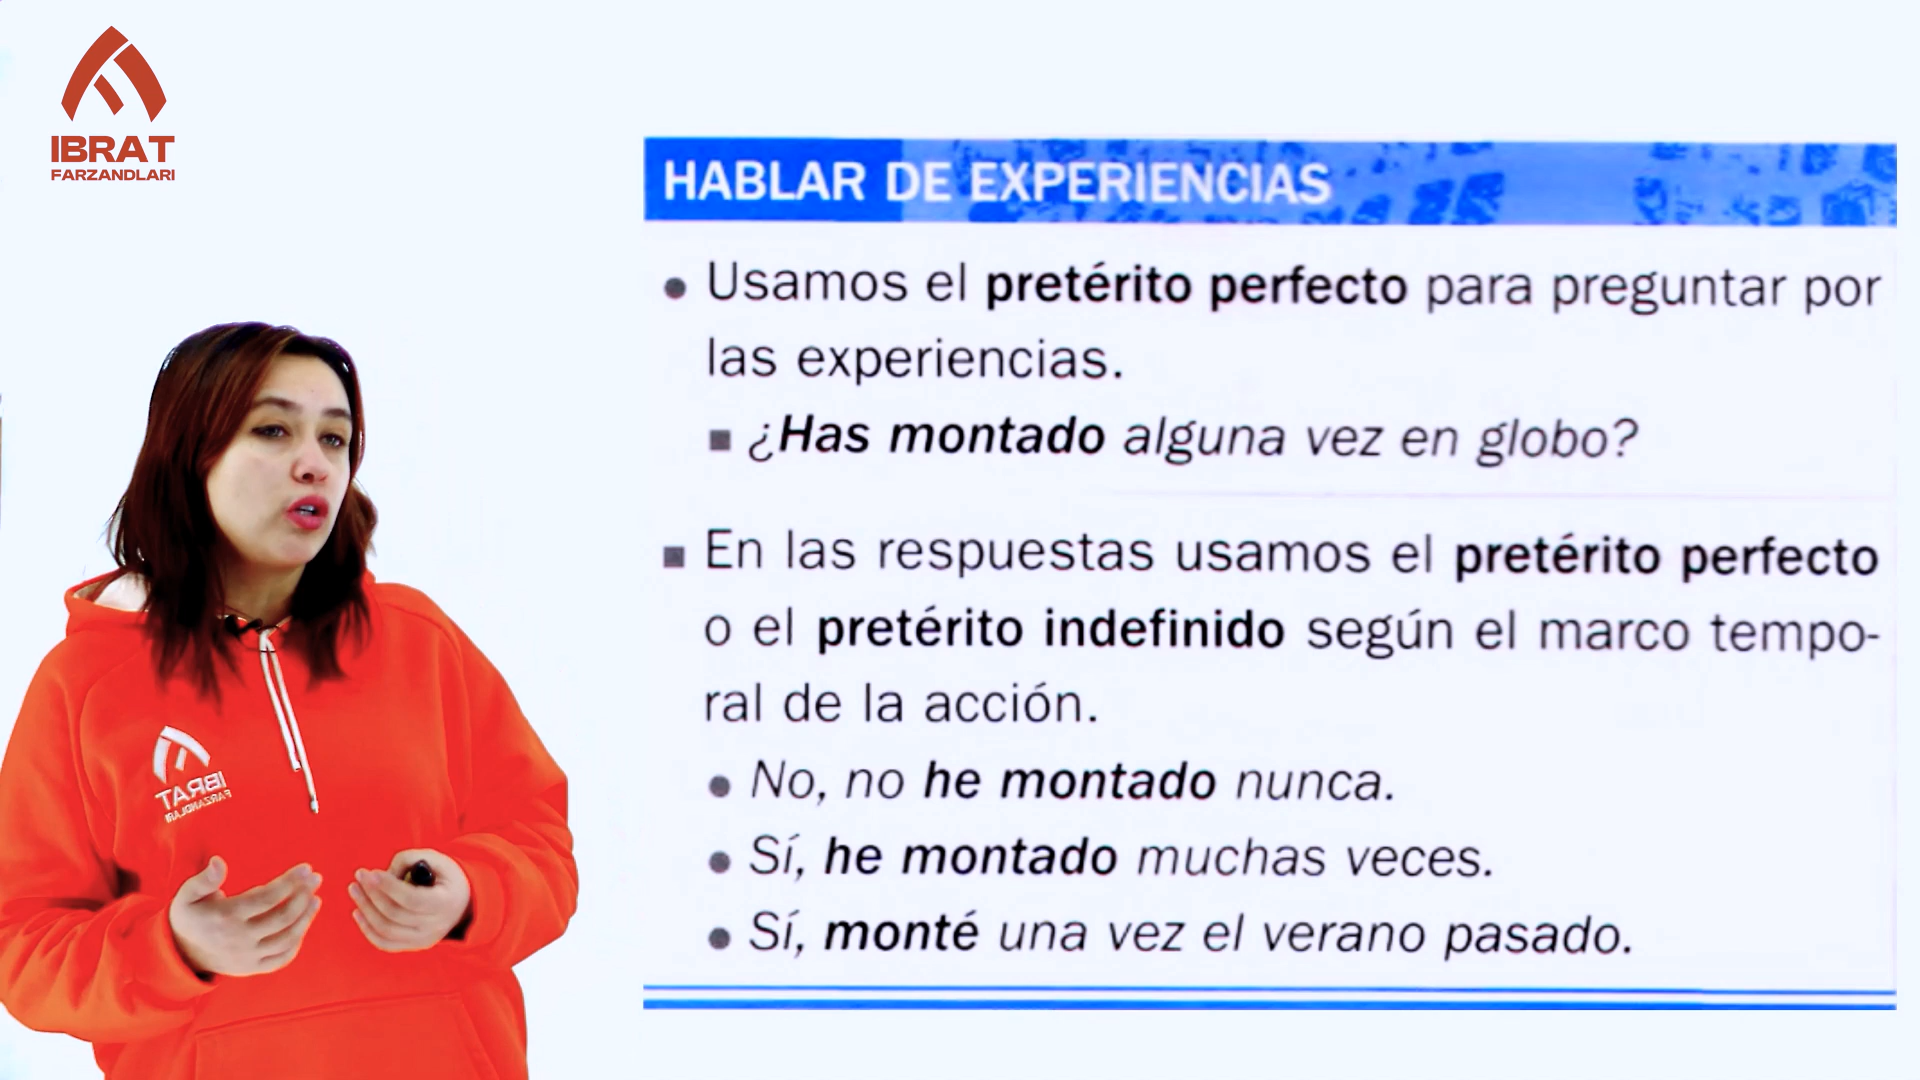 IBRAT
FARZANDLARI
HABLAR DE EXPERIENCIAS
● Usamos el pretérito perfecto para preguntar por
las experiencias.
■ ¿Has montado alguna vez en globo?
■ En las respuestas usamos el pretérito perfecto
o el pretérito indefinido según el marco tempo-
ral de la acción.
● No, no he montado nunca.
● Sí, he montado muchas veces.
● Sí, monté una vez el verano pasado.
IBRAT
FARZANDLARI